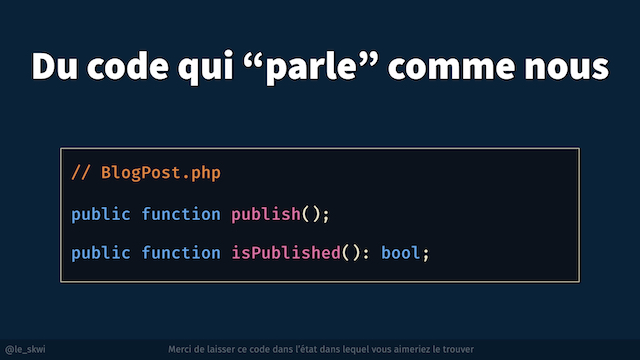 Du code qui “parle” comme nous
// BlogPost.php
public function publish();
public function isPublished(): bool;
@le_skwi
Merci de laisser ce code dans l’état dans lequel vous aimeriez le trouver